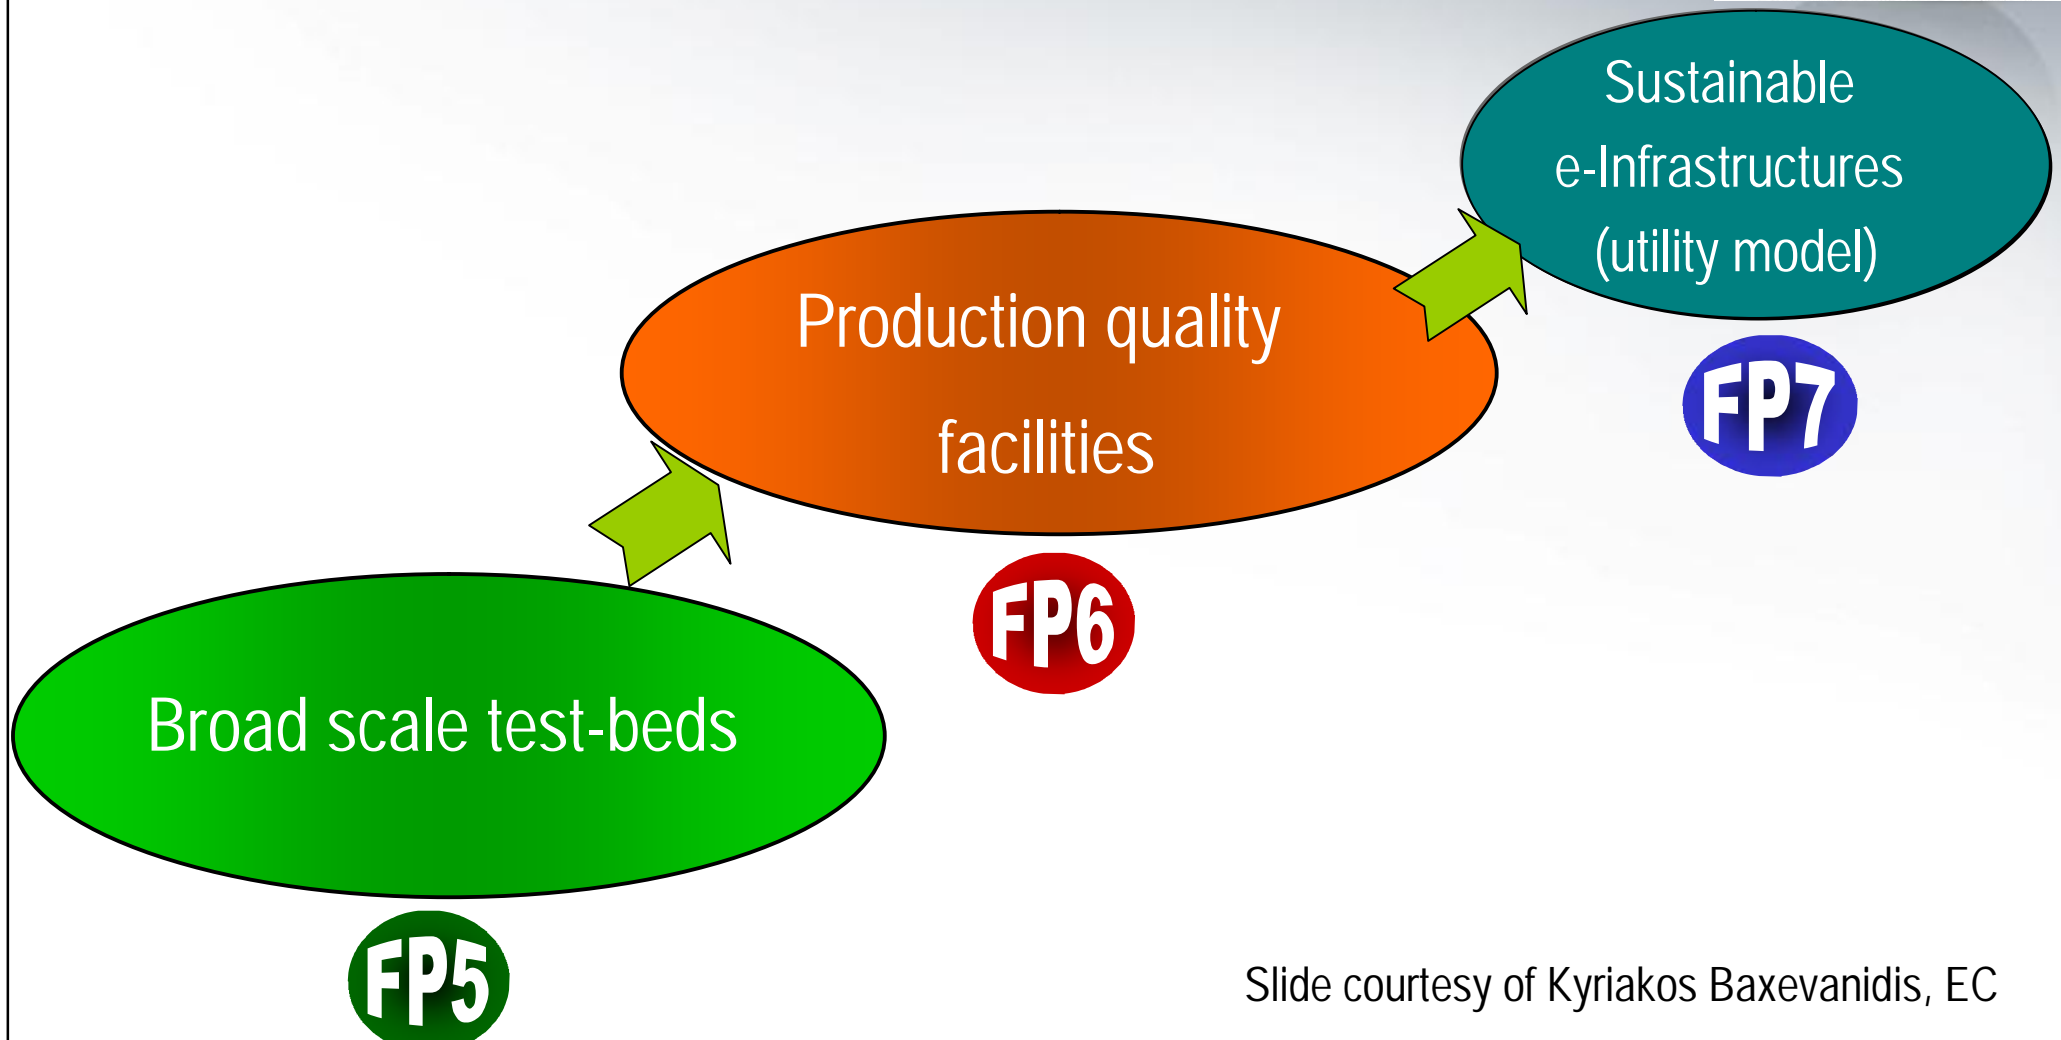 Sustainable
e-Infrastructures
(utility model)
FP7
Production quality
facilities
FP6
Broad scale test-beds
FP5
Slide courtesy of Kyriakos Baxevanidis, EC